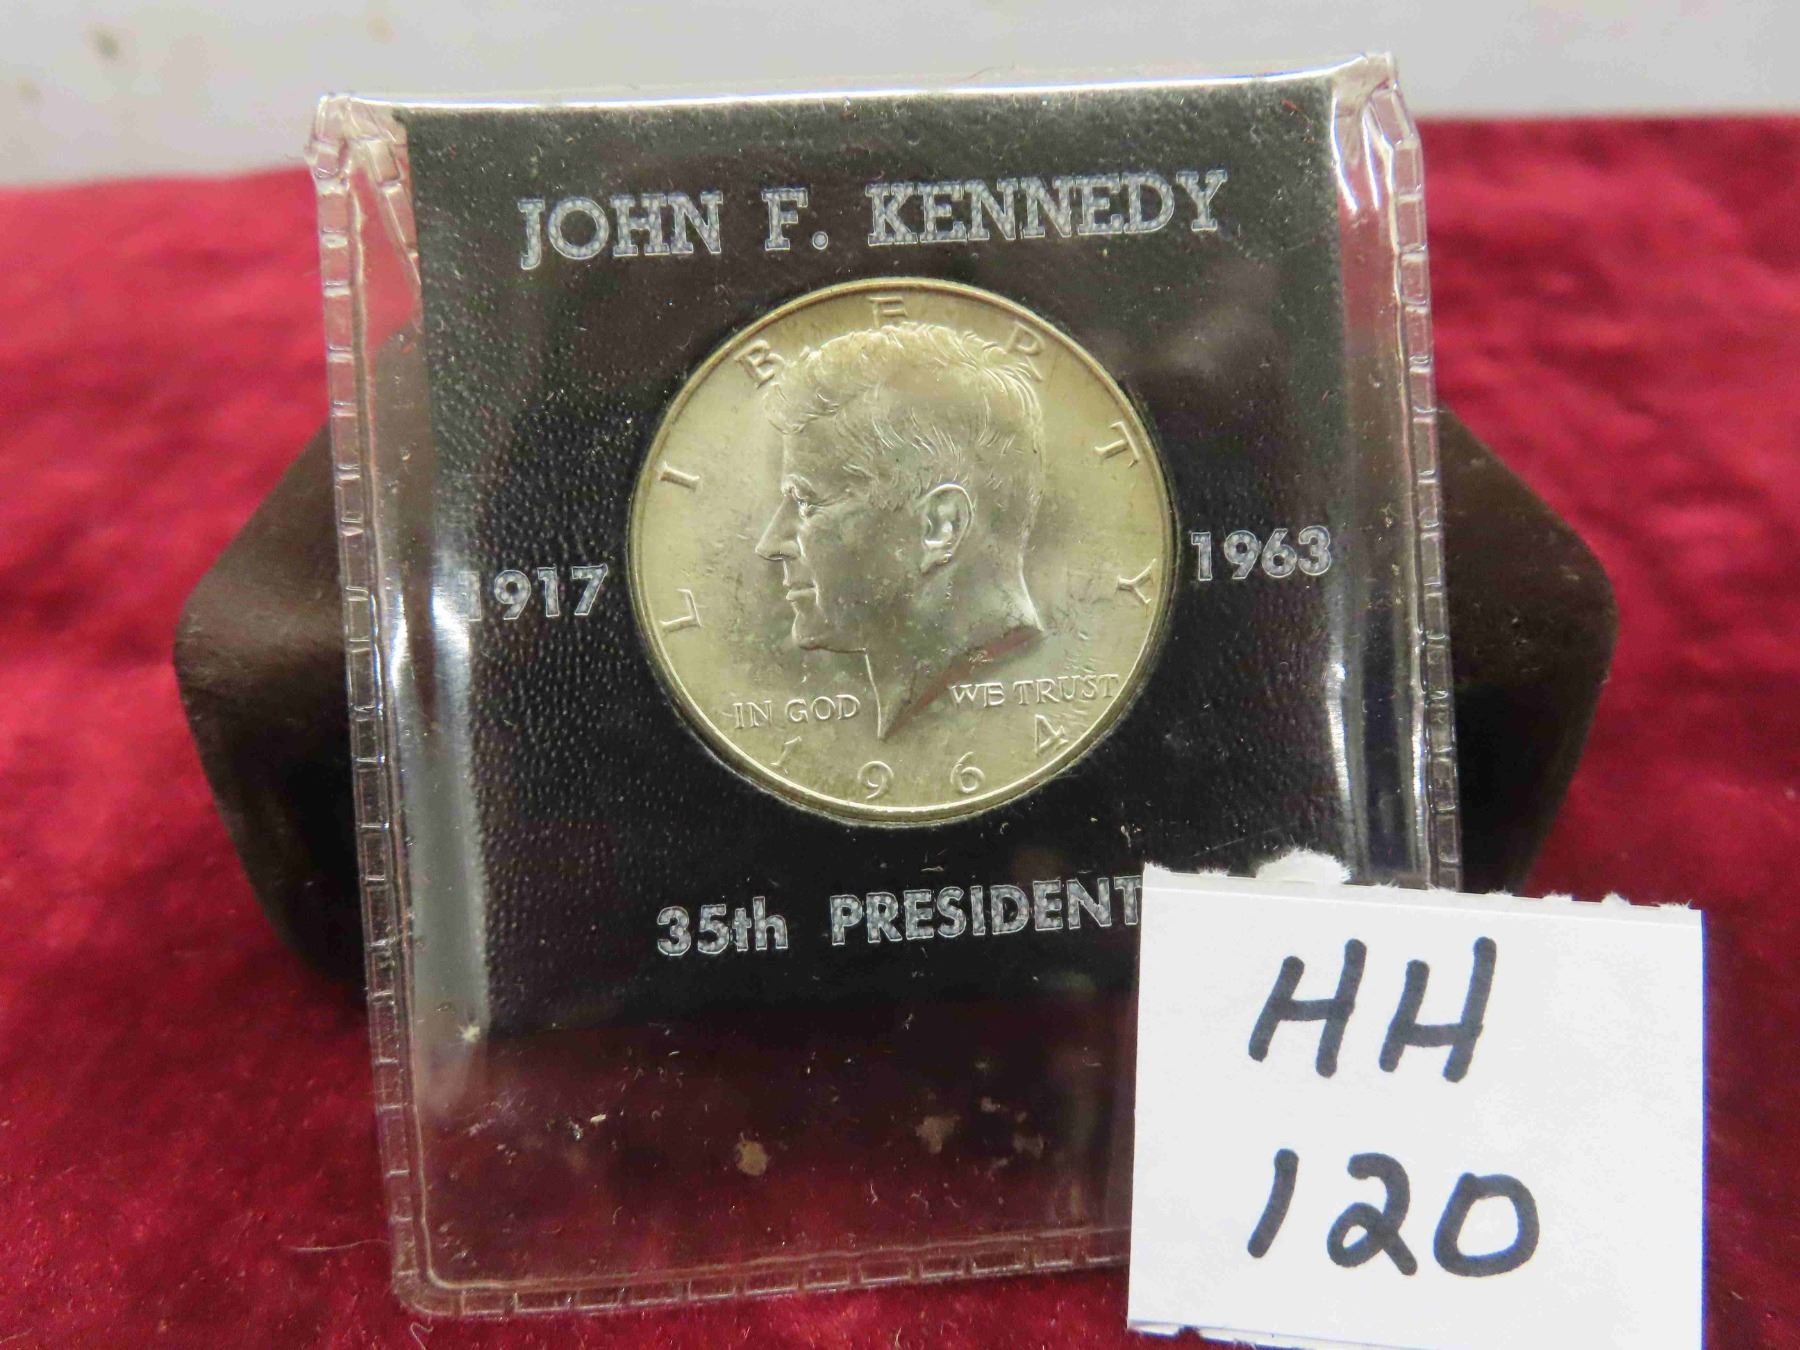 JOHN F. KENNEDY
LIBERTY
1917
1963
IN GOD WE TRUST
1964
35th PRESIDENT
HH
120